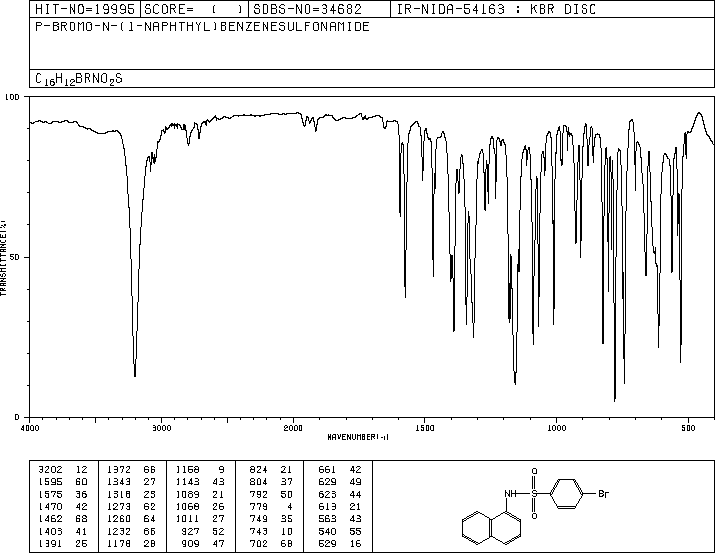 HIT-NO=19995 SCORE= ( ) SDBS-NO=34682 IR-NIDA-54163 : KBR DISC
P-BROMO-N-(1-NAPHTHYL)BENZENESULFONAMIDE
C16H12BRNO2S
100
50
0
TRANSMITTANCE(%)
4000 3000 2000 1500 1000 500
WAVENUMBER(-1)
3202 12 1372 66 1158 9 824 21 661 42
1595 60 1343 27 1143 43 804 37 629 49
1575 36 1318 25 1089 21 792 50 623 44
1470 42 1273 62 1068 26 779 4 613 21
1462 68 1260 64 1011 27 749 35 563 43
1403 41 1232 66 927 52 743 10 540 55
1391 26 1178 28 909 47 702 68 529 16
O
NH S Br
O